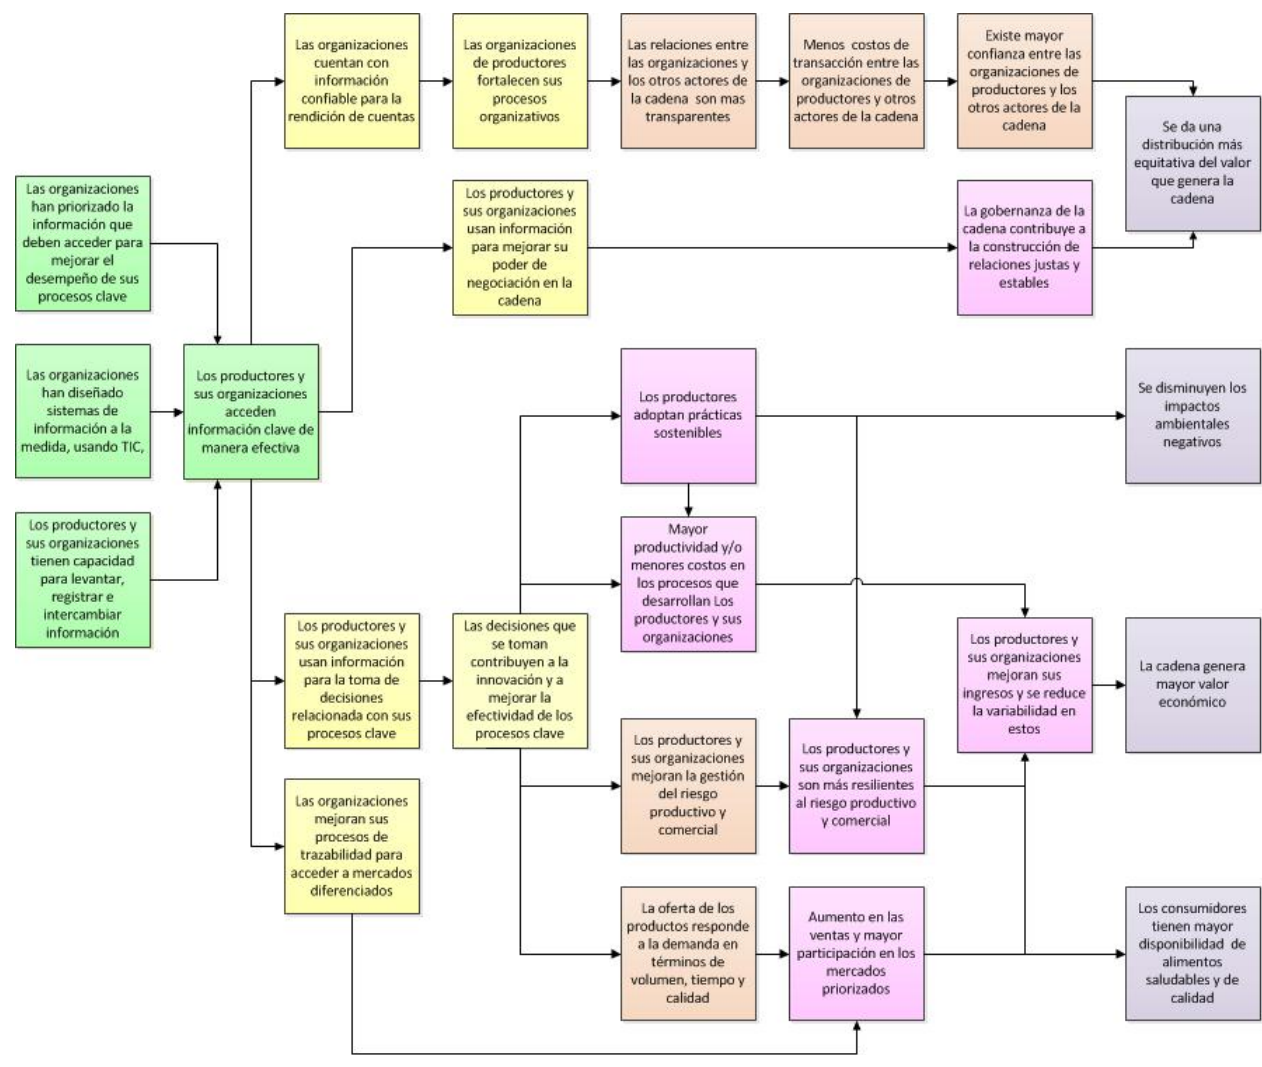 Las organizaciones
cuentan con
información
confiable para la
rendición de cuentas
Las organizaciones
de productores
fortalecen sus
procesos
organizativos
Las relaciones entre
las organizaciones y
los otros actores de
la cadena son mas
transparentes
Menos costos de
transacción entre las
organizaciones de
productores y otros
actores de la cadena
Existe mayor
confianza entre las
organizaciones de
productores y los
otros actores de la
cadena
Se da una
distribución más
equitativa del valor
que genera la
cadena
Las organizaciones
han priorizado la
información que
deben acceder para
mejorar el
desempeño de sus
procesos clave
Los productores y
sus organizaciones
usan información
para mejorar su
poder de
negociación en la
cadena
La gobernanza de la
cadena contribuye a
la construcción de
relaciones justas y
estables
Las organizaciones
han diseñado
sistemas de
información a la
medida, usando TIC,
Los productores y
sus organizaciones
acceden
información clave de
manera efectiva
Los productores
adoptan prácticas
sostenibles
Se disminuyen los
impactos
ambientales
negativos
Los productores y
sus organizaciones
tienen capacidad
para levantar,
registrar e
intercambiar
información
Mayor
productividad y/o
menores costos en
los procesos que
desarrollan Los
productores y sus
organizaciones
Los productores y
sus organizaciones
usan información
para la toma de
decisiones
relacionada con sus
procesos clave
Las decisiones que
se toman
contribuyen a la
innovación y a
mejorar la
efectividad de los
procesos clave
Los productores y
sus organizaciones
mejoran sus
ingresos y se reduce
la variabilidad en
estos
La cadena genera
mayor valor
económico
Los productores y
sus organizaciones
mejoran la gestión
del riesgo
productivo y
comercial
Los productores y
sus organizaciones
son más resilientes
al riesgo productivo
y comercial
Las organizaciones
mejoran sus
procesos de
trazabilidad para
acceder a mercados
diferenciados
La oferta de los
productos responde
a la demanda en
términos de
volumen, tiempo y
calidad
Aumento en las
ventas y mayor
participación en los
mercados
priorizados
Los consumidores
tienen mayor
disponibilidad de
alimentos
saludables y de
calidad